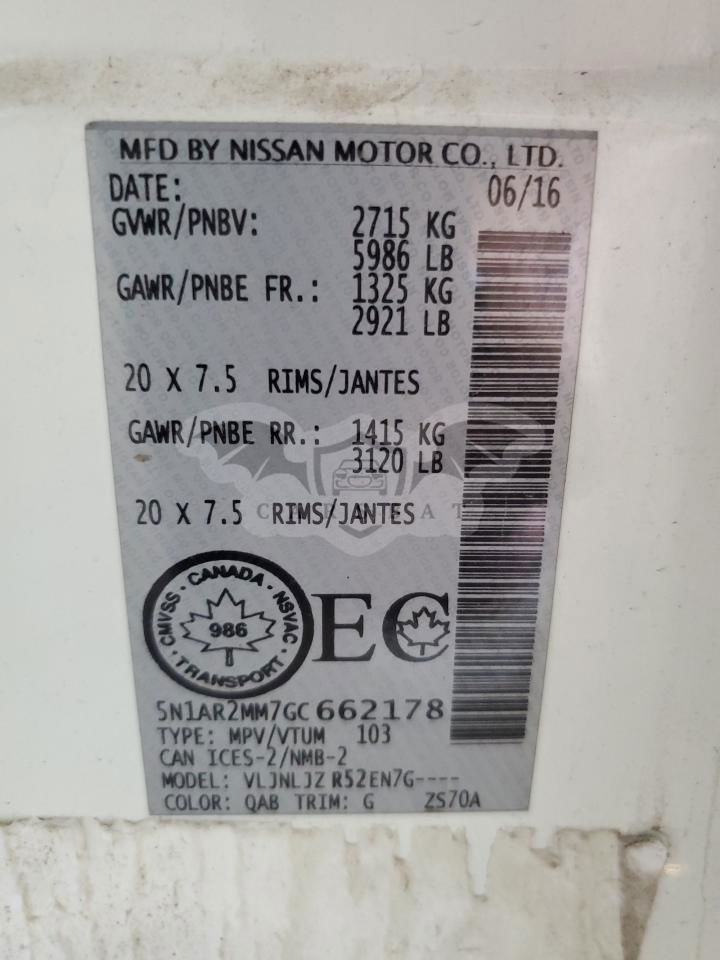 MFD BY NISSAN MOTOR CO., LTD.
DATE: 06/16
GVWR/PNBV: 2715 KG
5986 LB
GAWR/PNBE FR.: 1325 KG
2921 LB
20 X 7.5 RIMS/JANTES
GAWR/PNBE RR.: 1415 KG
3120 LB
20 X 7.5 RIMS/JANTES
CMVSS · CANADA · NSVAC
986
· TRANSPORT ·
EC
5N1AR2MM7GC 662178
TYPE: MPV/VTUM 103
CAN ICES-2/NMB-2
MODEL: VLJNLJZ R52EN7G----
COLOR: QAB TRIM: G ZS70A